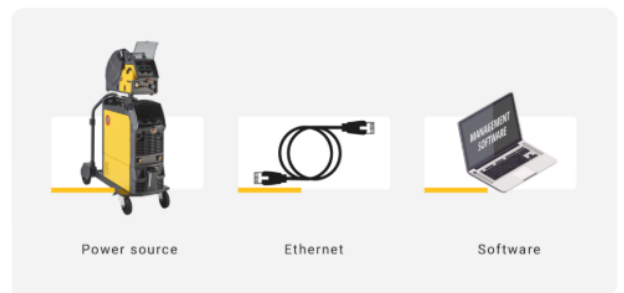 MANAGEMENT
SOFTWARE
Power source
Ethernet
Software